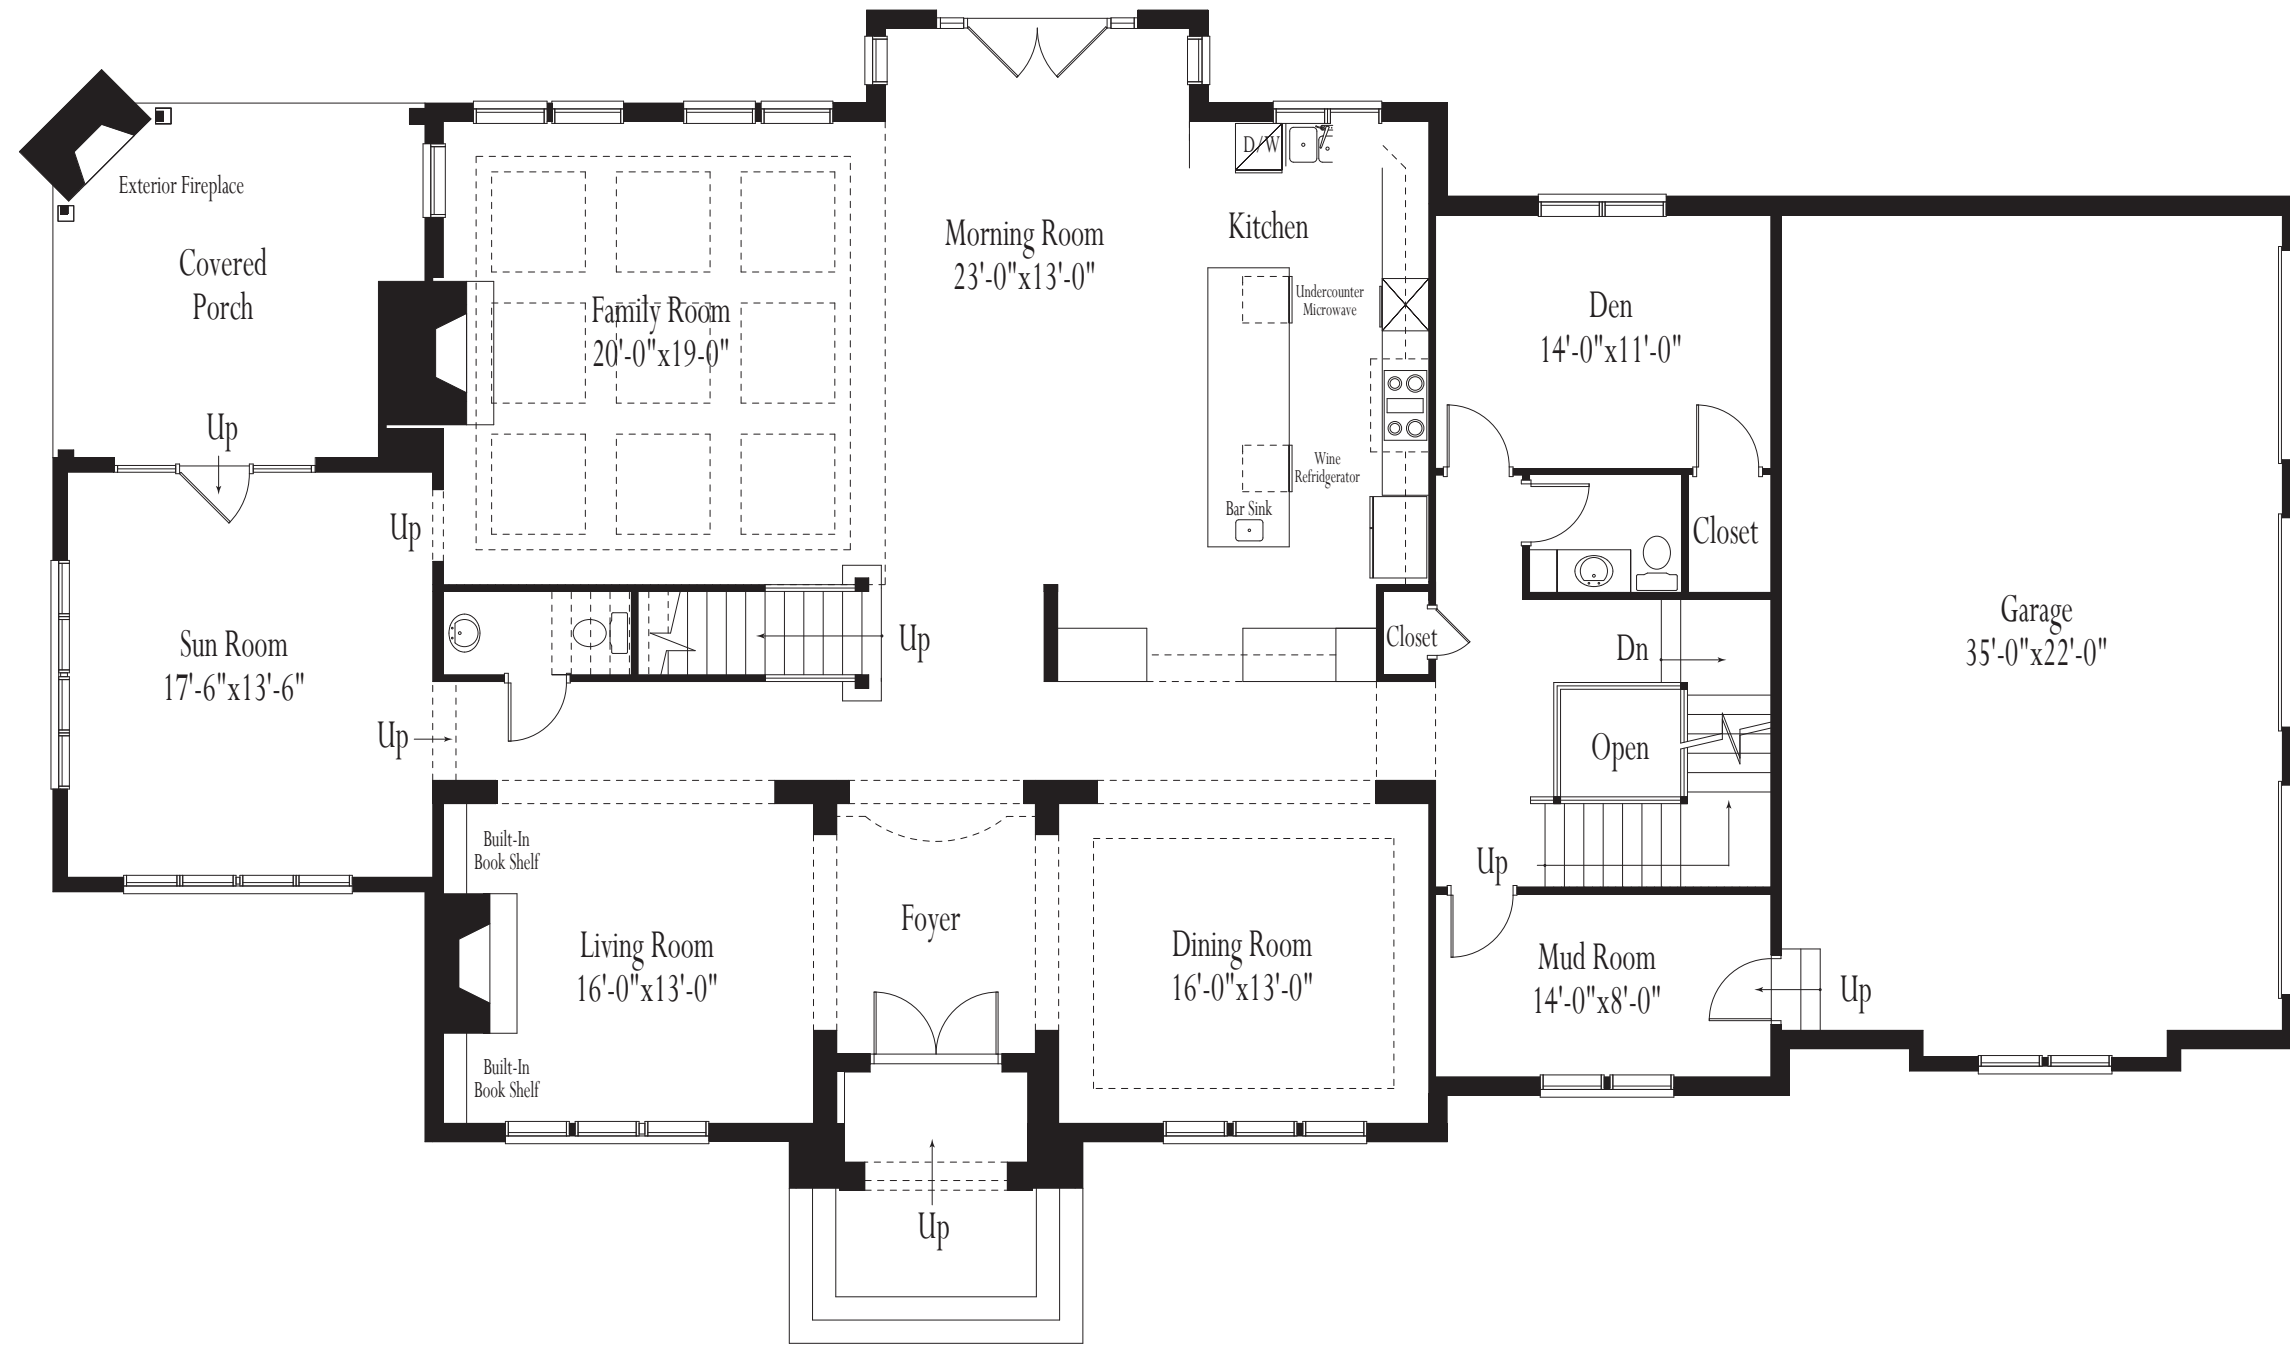 D/W
Exterior Fireplace
Covered
Porch
Up
Family Room
20'-0"x19-0"
Morning Room
23'-0"x13'-0"
Kitchen
Undercounter
Microwave
Wine
Refridgerator
Bar Sink
Den
14'-0"x11'-0"
Closet
Up
Sun Room
17'-6"x13'-6"
Up
Up
Closet
Dn
Open
Up
Garage
35'-0"x22'-0"
Built-In
Book Shelf
Living Room
16'-0"x13'-0"
Built-In
Book Shelf
Foyer
Dining Room
16'-0"x13'-0"
Mud Room
14'-0"x8'-0"
Up
Up